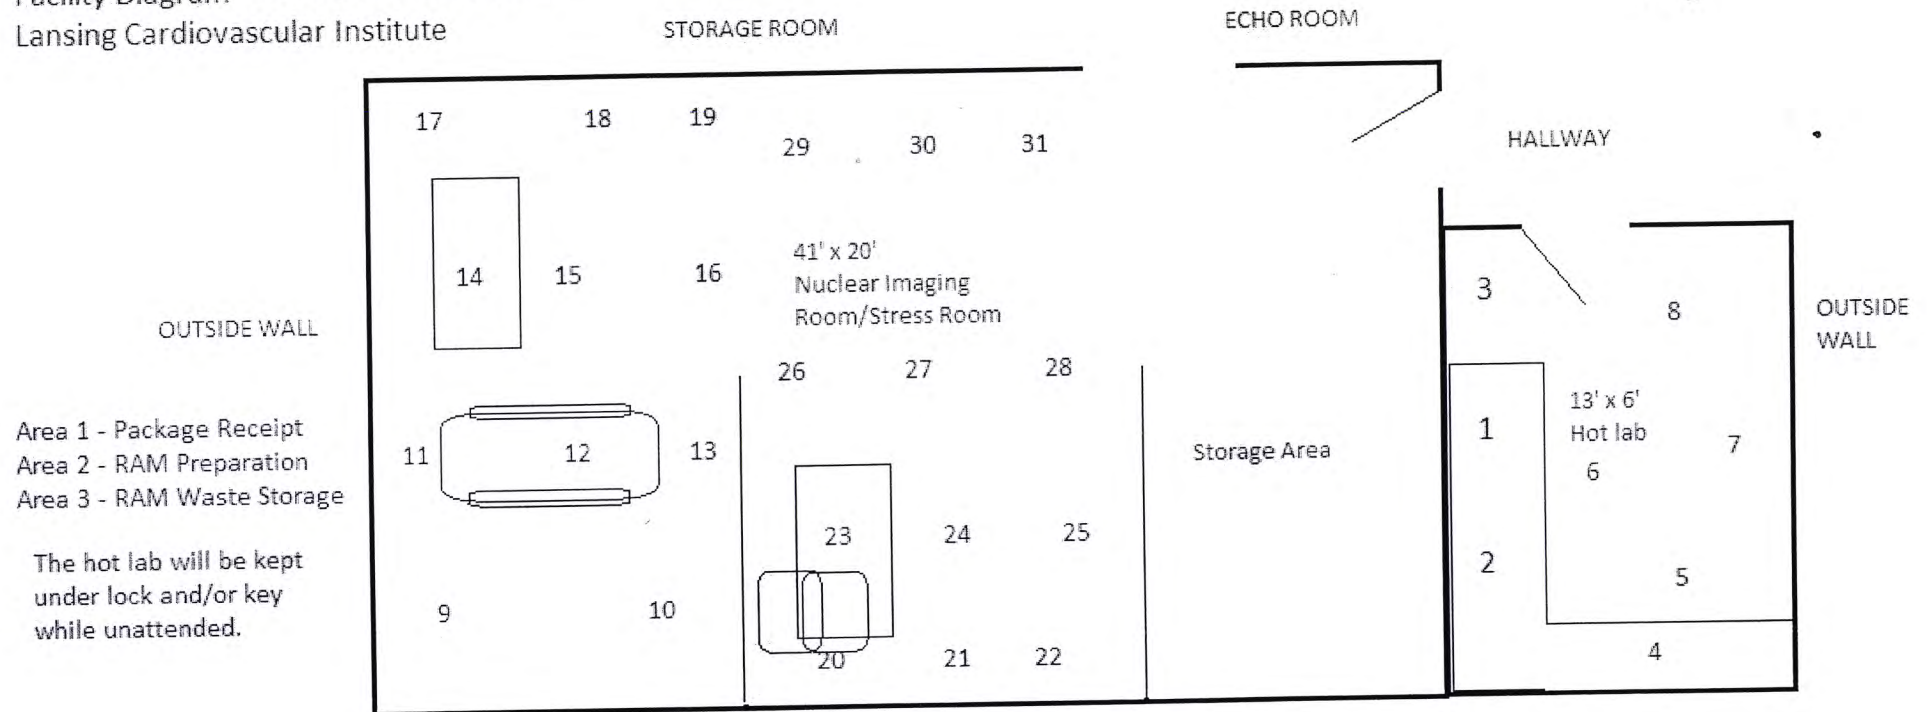 Facility Diagram
Lansing Cardiovascular Institute
STORAGE ROOM
ECHO ROOM
17
18
19
29
30
31
HALLWAY
14
15
16
41' x 20'
Nuclear Imaging
Room/Stress Room
3
8
OUTSIDE WALL
OUTSIDE
WALL
26
27
28
Area 1 - Package Receipt
Area 2 - RAM Preparation
Area 3 - RAM Waste Storage
11
12
13
Storage Area
1
13' x 6'
Hot lab
6
7
23
24
25
The hot lab will be kept
under lock and/or key
while unattended.
2
5
9
10
20
21
22
4